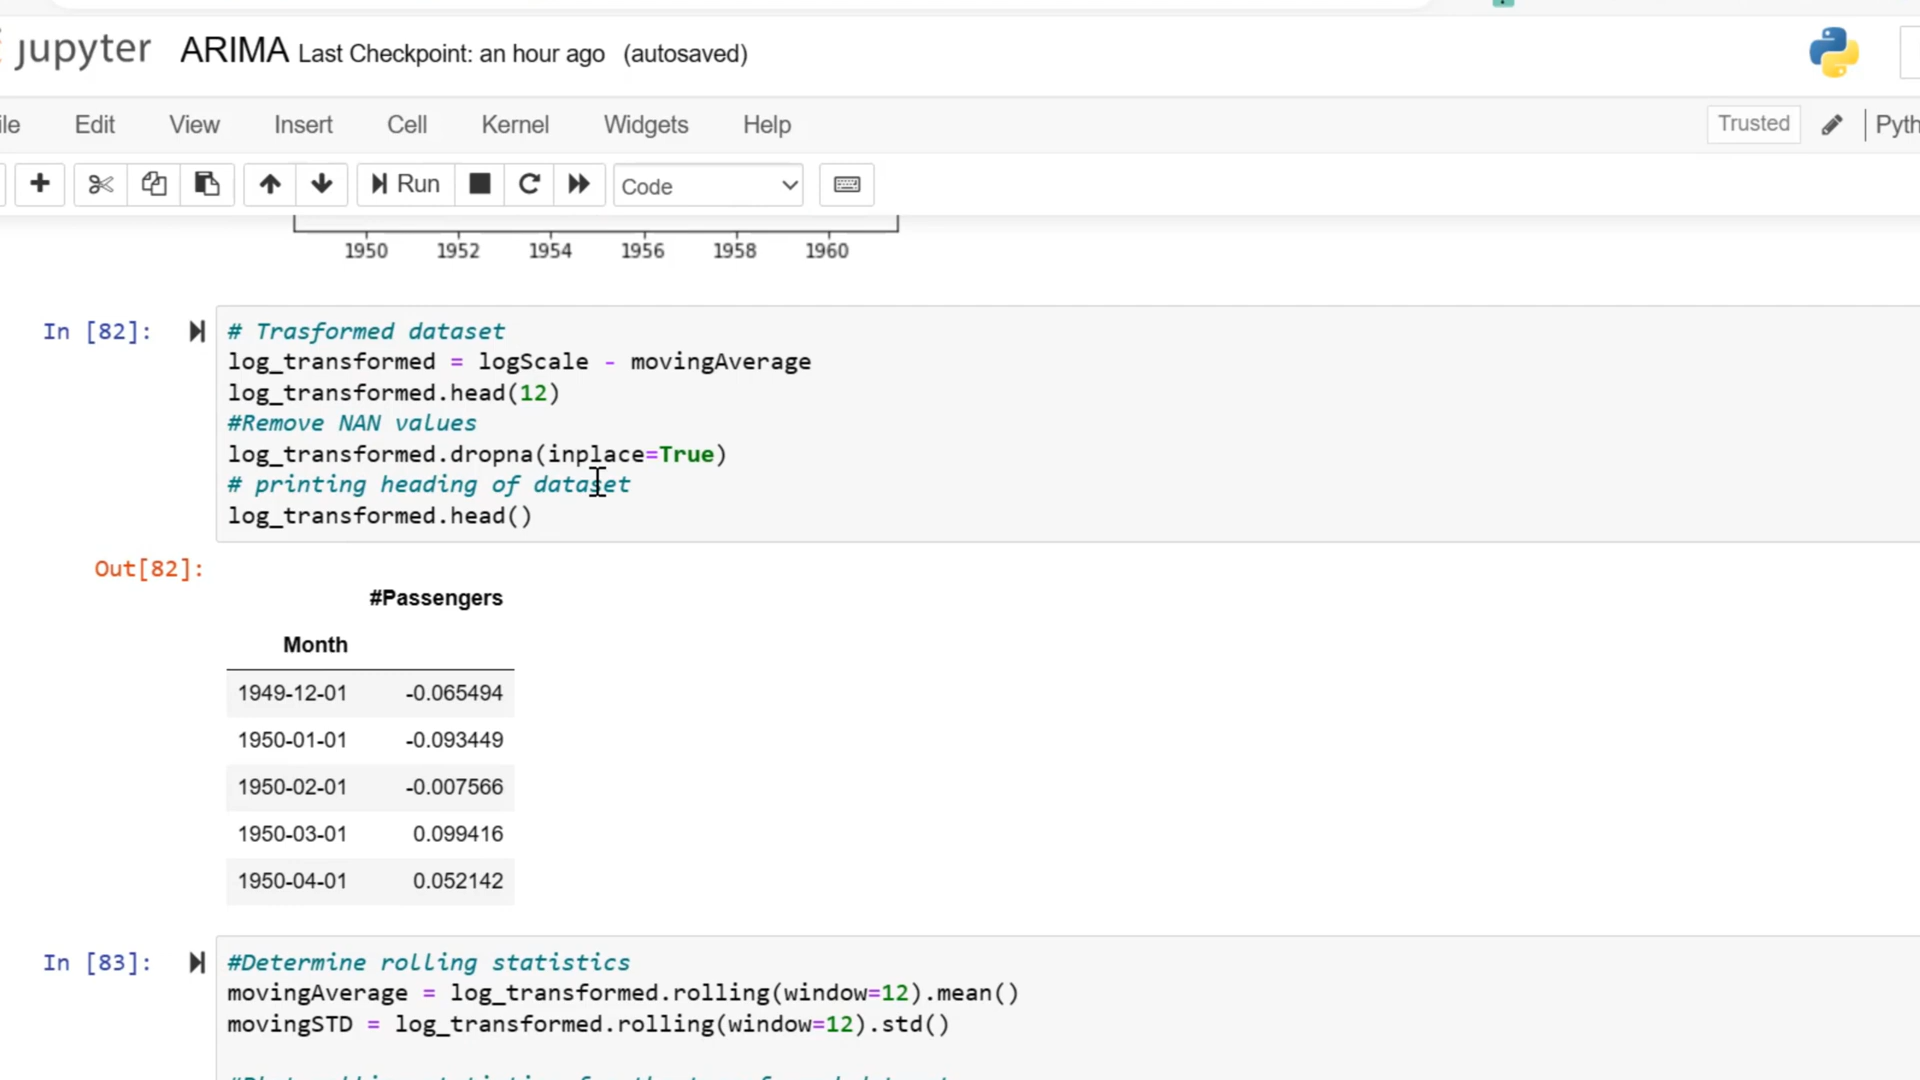 jupyter ARIMA Last Checkpoint: an hour ago (autosaved)
ile Edit View Insert Cell Kernel Widgets Help Trusted Pyth
Run Code
1950 1952 1954 1956 1958 1960
In [82]:
# Trasformed dataset
log_transformed = logScale - movingAverage
log_transformed.head(12)
#Remove NAN values
log_transformed.dropna(inplace=True)
# printing heading of dataset
log_transformed.head()
Out[82]:
#Passengers
Month
1949-12-01 -0.065494
1950-01-01 -0.093449
1950-02-01 -0.007566
1950-03-01 0.099416
1950-04-01 0.052142
In [83]:
#Determine rolling statistics
movingAverage = log_transformed.rolling(window=12).mean()
movingSTD = log_transformed.rolling(window=12).std()